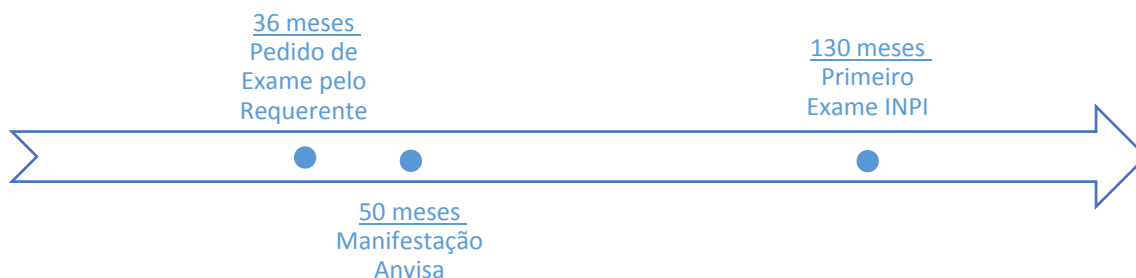 36 meses
Pedido de
Exame pelo
Requerente
130 meses
Primeiro
Exame INPI
50 meses
Manifestação
Anvisa